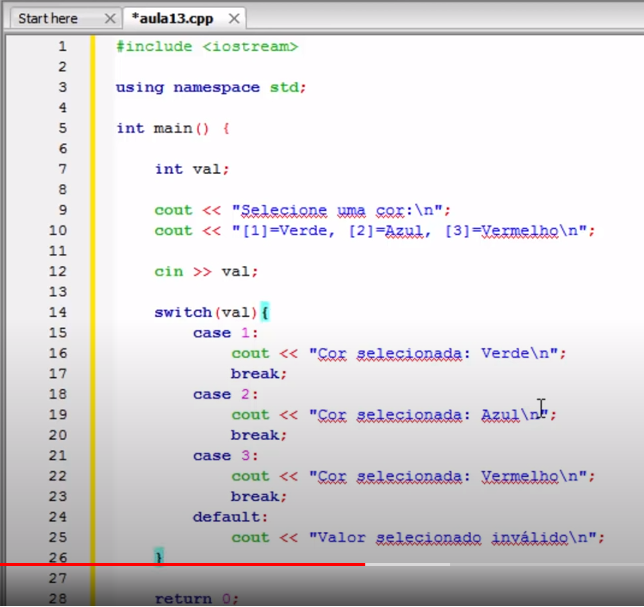 Start here
*aula13.cpp
1 #include <iostream>
2
3 using namespace std;
4
5 int main() {
6
7 int val;
8
9 cout << "Selecione uma cor:\n";
10 cout << "[1]=Verde, [2]=Azul, [3]=Vermelho\n";
11
12 cin >> val;
13
14 switch(val){
15 case 1:
16 cout << "Cor selecionada: Verde\n";
17 break;
18 case 2:
19 cout << "Cor selecionada: Azul\n";
20 break;
21 case 3:
22 cout << "Cor selecionada: Vermelho\n";
23 break;
24 default:
25 cout << "Valor selecionado inválido\n";
26 }
27
28 return 0;